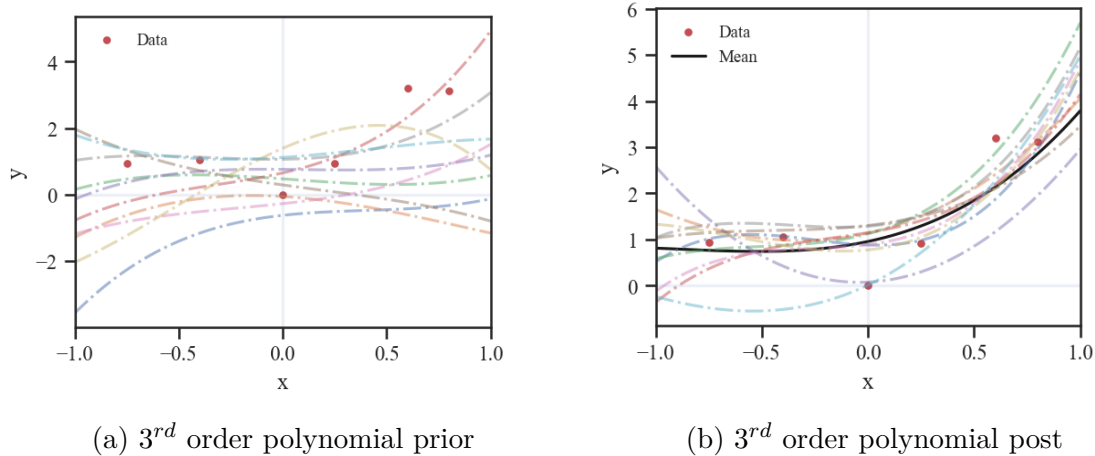 Data
4
2
0
−2
y
−1.0 −0.5 0.0 0.5 1.0
x
(a) 3rd order polynomial prior
Data
Mean
6
5
4
3
2
1
0
y
−1.0 −0.5 0.0 0.5 1.0
x
(b) 3rd order polynomial post